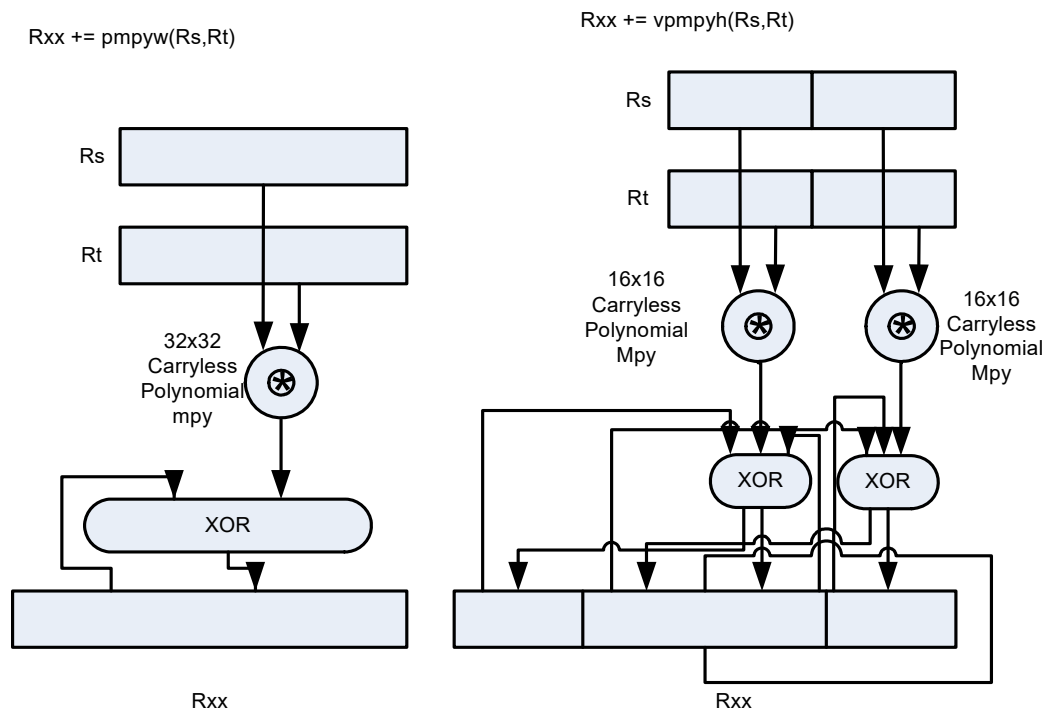 Rxx += pmpyw(Rs,Rt)
Rs
Rt
32x32
Carryless
Polynomial
mpy
XOR
Rxx
Rxx += vpmpyh(Rs,Rt)
Rs
Rt
16x16
Carryless
Polynomial
Mpy
16x16
Carryless
Polynomial
Mpy
XOR
XOR
Rxx